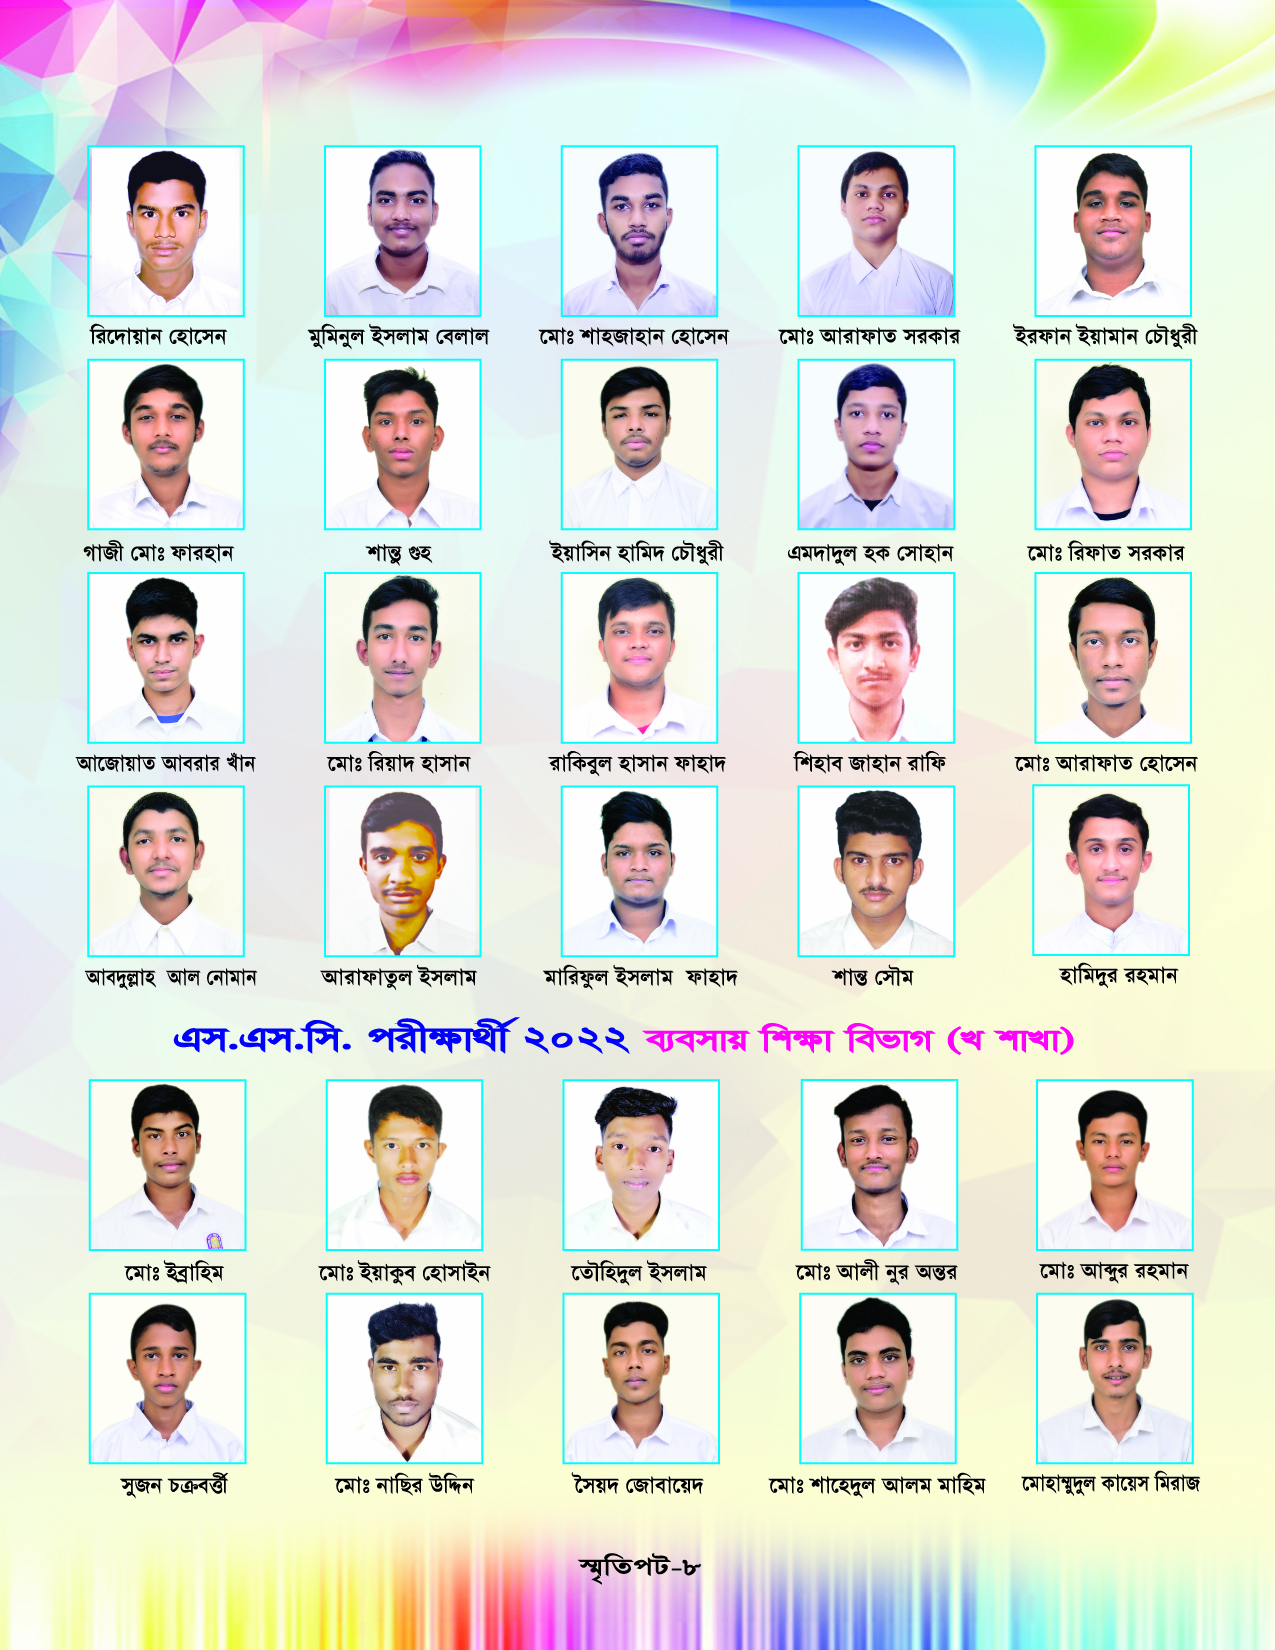 রিদোয়ান হোসেন মুমিনুল ইসলাম বেলাল মোঃ শাহজাহান হোসেন মোঃ আরাফাত সরকার ইরফান ইয়ামান চৌধুরী
গাজী মোঃ ফারহান শান্তু গুহ ইয়াসিন হামিদ চৌধুরী এমদাদুল হক সোহান মোঃ রিফাত সরকার
আজোয়াত আবরার খাঁন মোঃ রিয়াদ হাসান রাকিবুল হাসান ফাহাদ শিহাব জাহান রাফি মোঃ আরাফাত হোসেন
আবদুল্লাহ আল নোমান আরাফাতুল ইসলাম মারিফুল ইসলাম ফাহাদ শান্ত সৌম হামিদুর রহমান
এস.এস.সি. পরীক্ষার্থী ২০২২ ব্যবসায় শিক্ষা বিভাগ (খ শাখা)
মোঃ ইব্রাহিম মোঃ ইয়াকুব হোসাইন তৌহিদুল ইসলাম মোঃ আলী নুর অন্তর মোঃ আব্দুর রহমান
সুজন চক্রবর্ত্তী মোঃ নাছির উদ্দিন সৈয়দ জোবায়েদ মোঃ শাহেদুল আলম মাহিম মোহাম্মুদুল কায়েস মিরাজ
স্মৃতিপট-৮